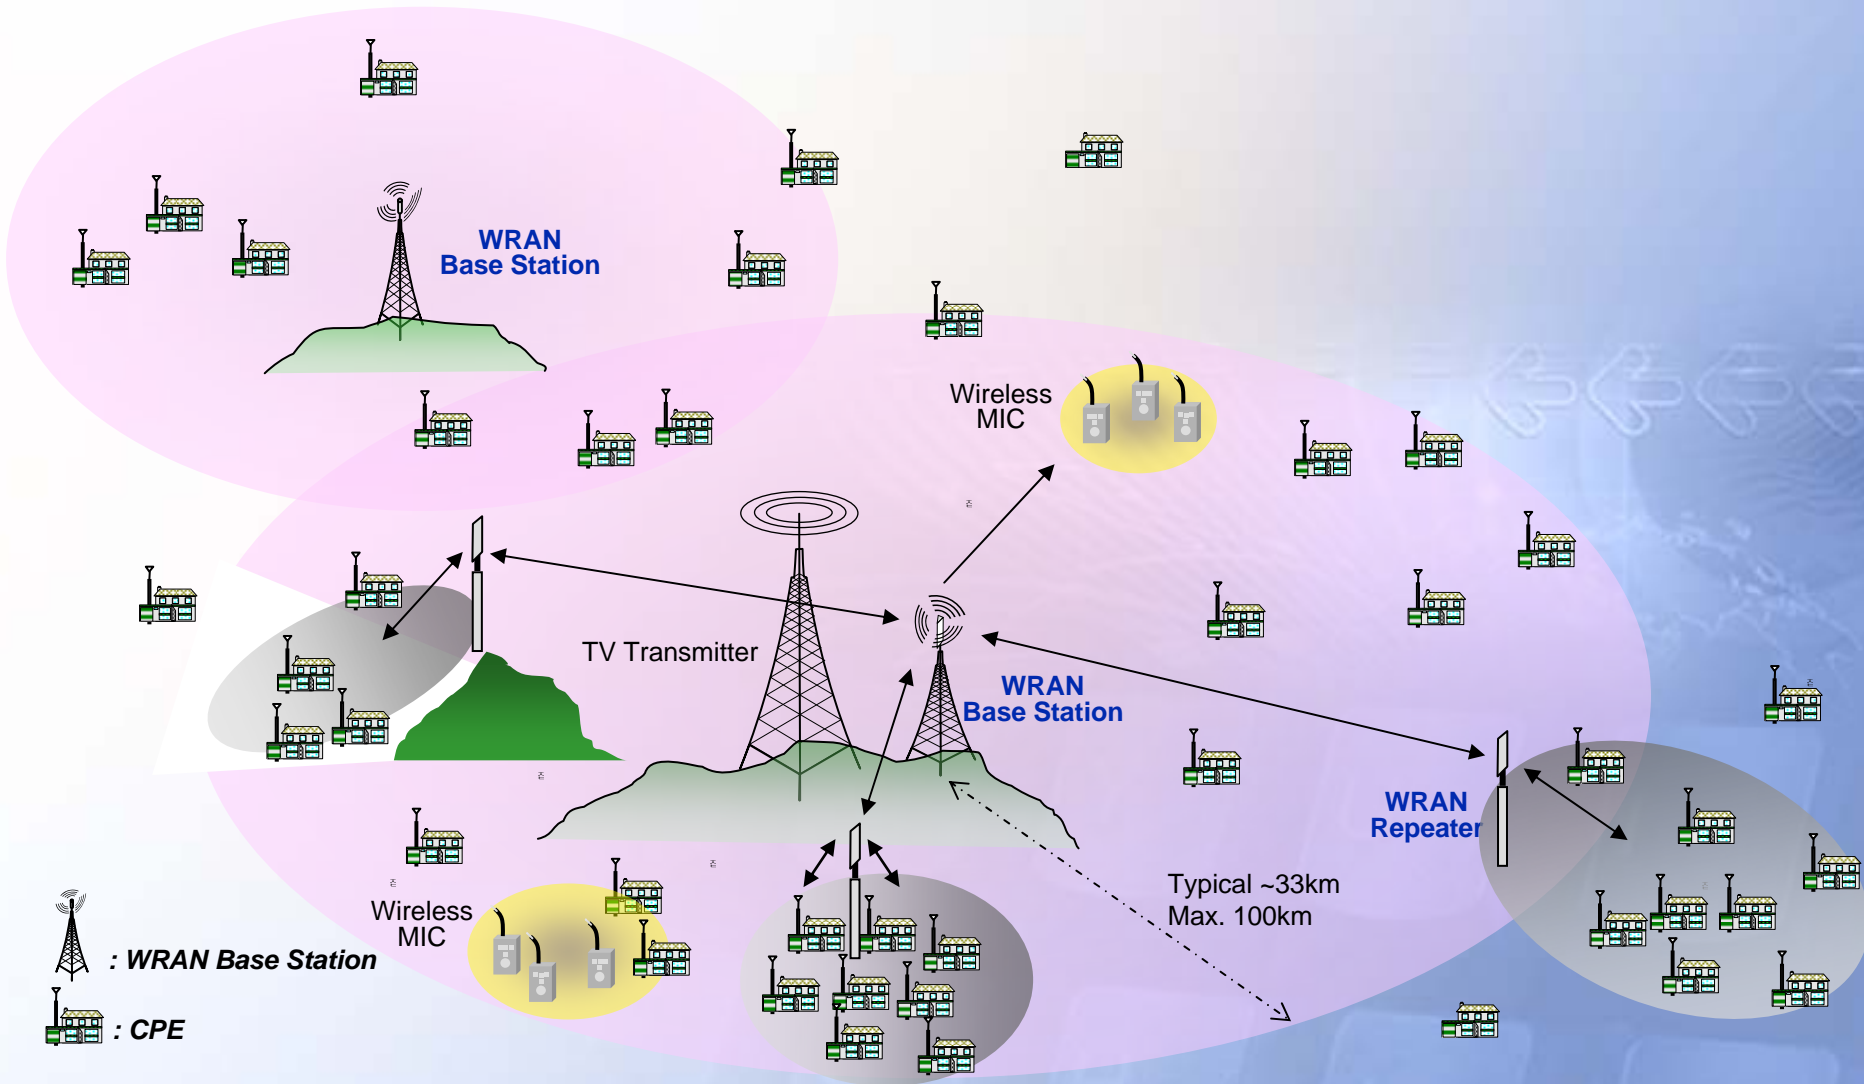 WRAN
Base Station
Wireless
MIC
TV Transmitter
WRAN
Base Station
WRAN
Repeater
Typical ~33km
Max. 100km
Wireless
MIC
: WRAN Base Station
: CPE